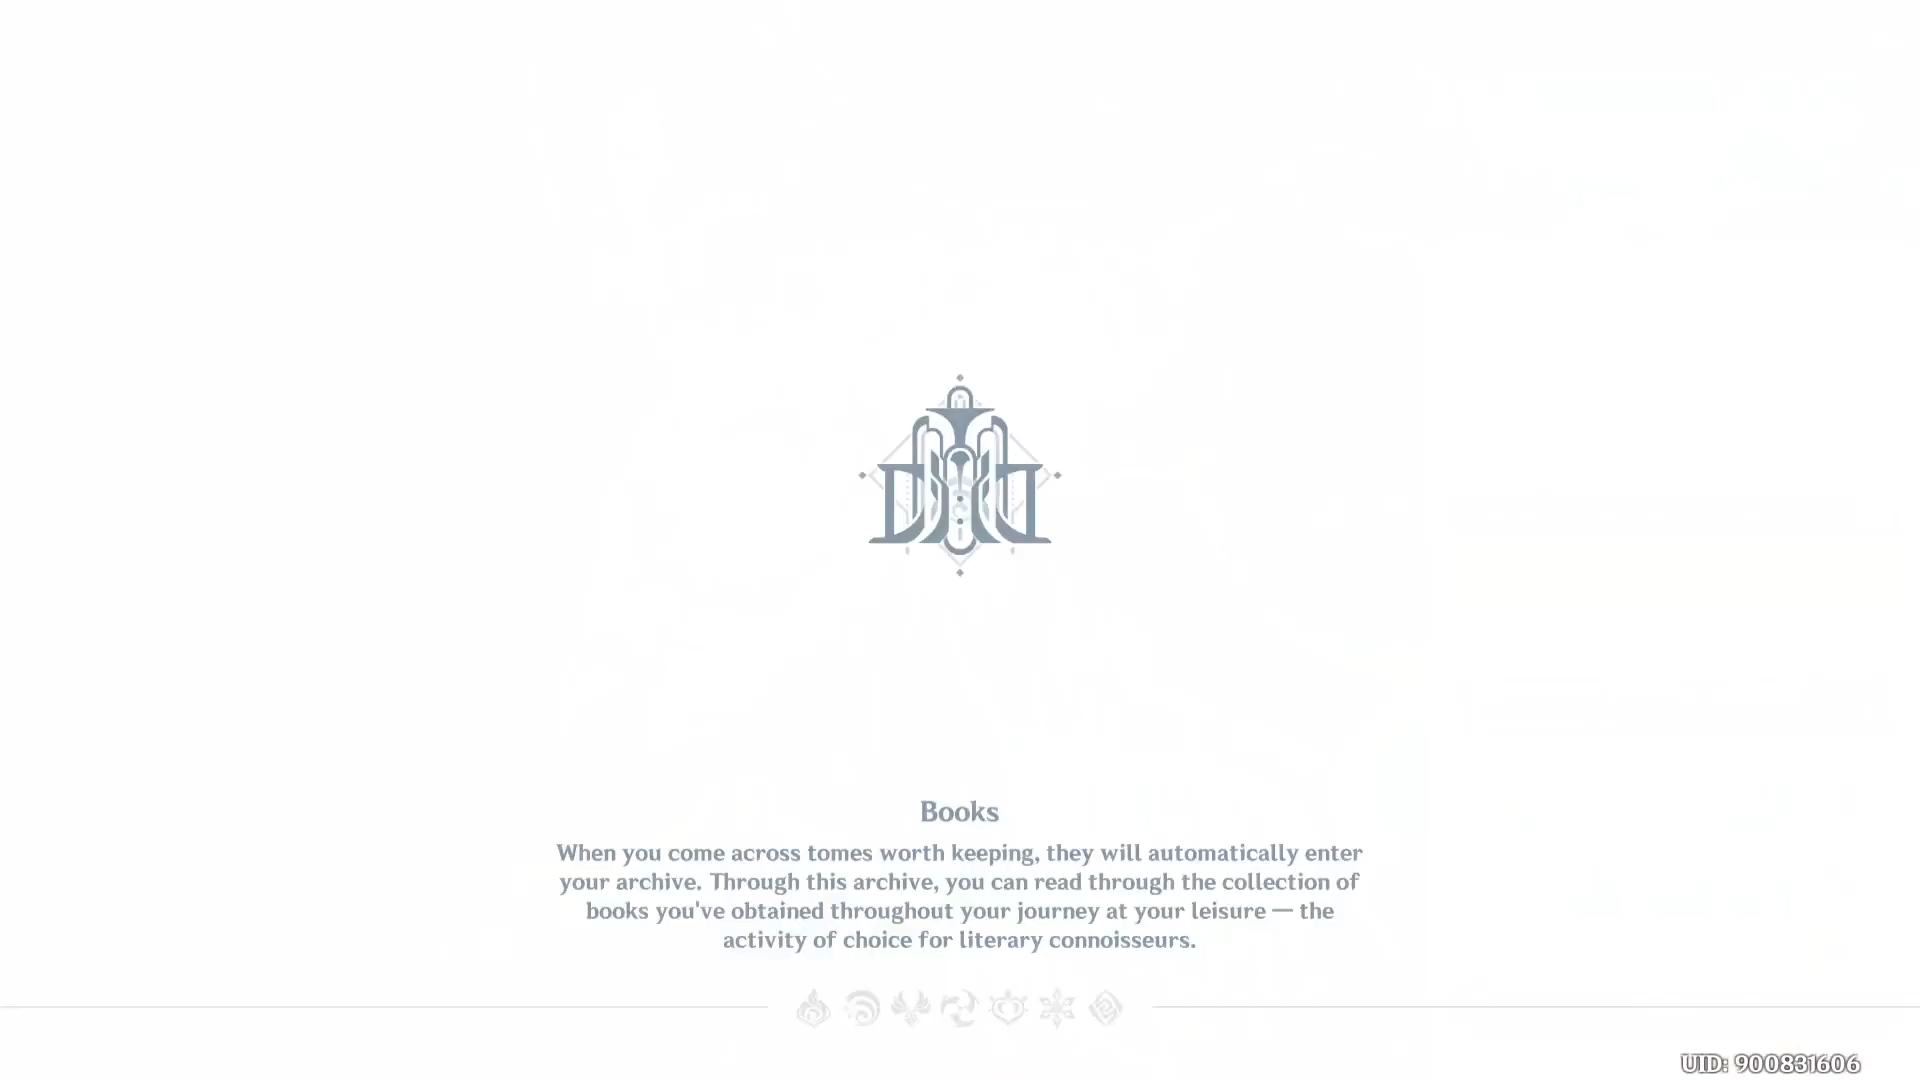 Books
When you come across tomes worth keeping, they will automatically enter
your archive. Through this archive, you can read through the collection of
books you've obtained throughout your journey at your leisure — the
activity of choice for literary connoisseurs.
UID: 900831606